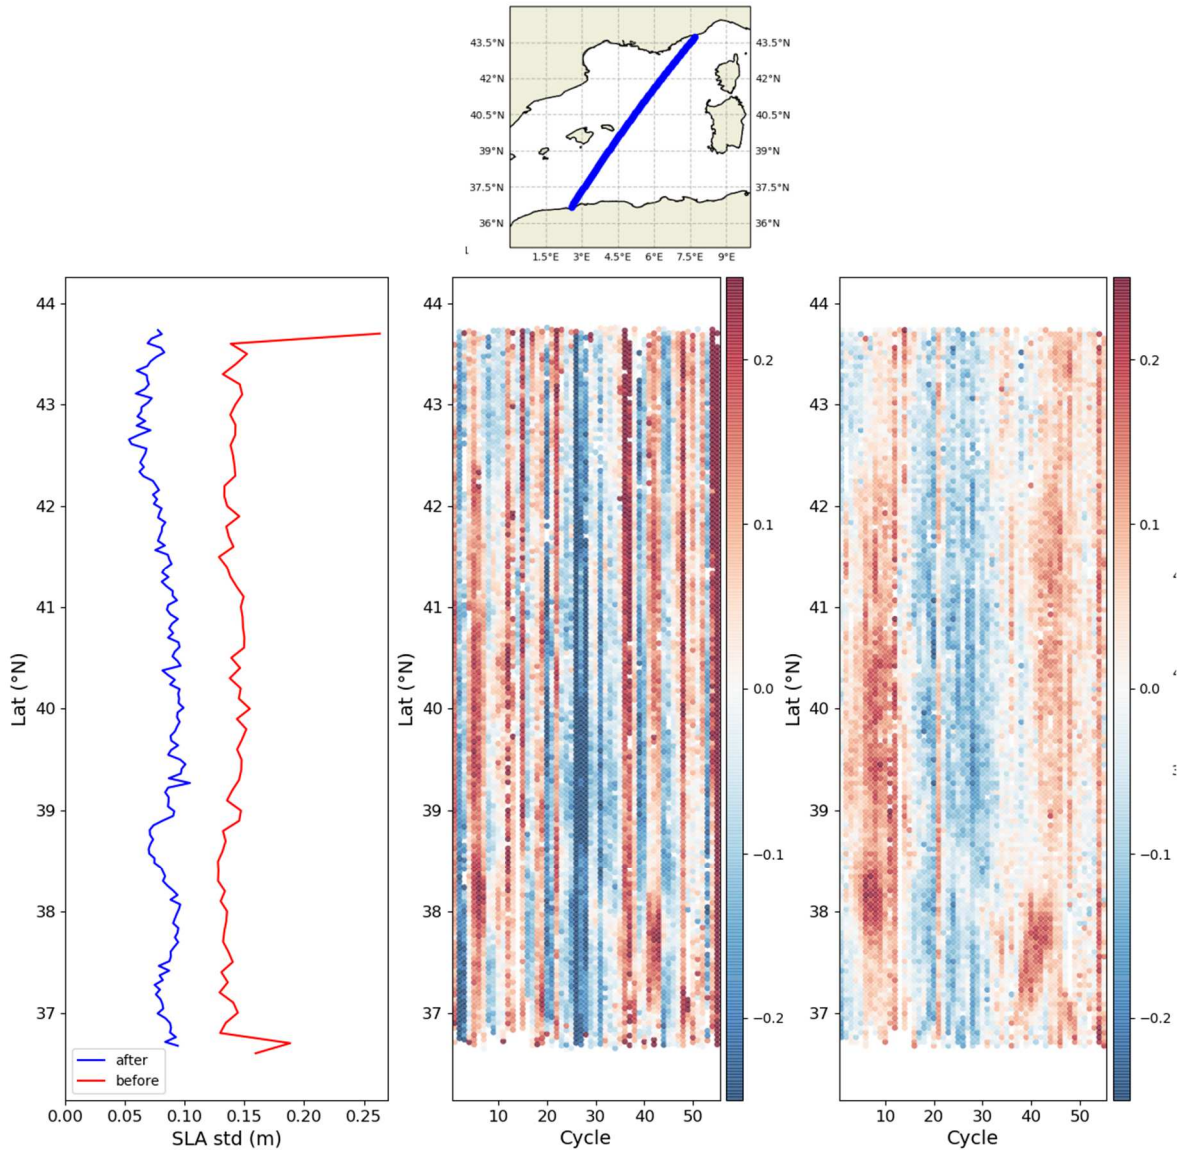 43.5°N 43.5°N
42°N 42°N
40.5°N 40.5°N
39°N 39°N
37.5°N 37.5°N
36°N 36°N
1.5°E 3°E 4.5°E 6°E 7.5°E 9°E
44 44 44
43 43 43
42 42 42
41 41 41
40 40 40
39 39 39
38 38 38
37 37 37
Lat (°N) Lat (°N) Lat (°N)
0.2 0.2
0.1 0.1
0.0 0.0
−0.1 −0.1
−0.2 −0.2
after
before
0.00 0.05 0.10 0.15 0.20 0.25
10 20 30 40 50
10 20 30 40 50
SLA std (m) Cycle Cycle